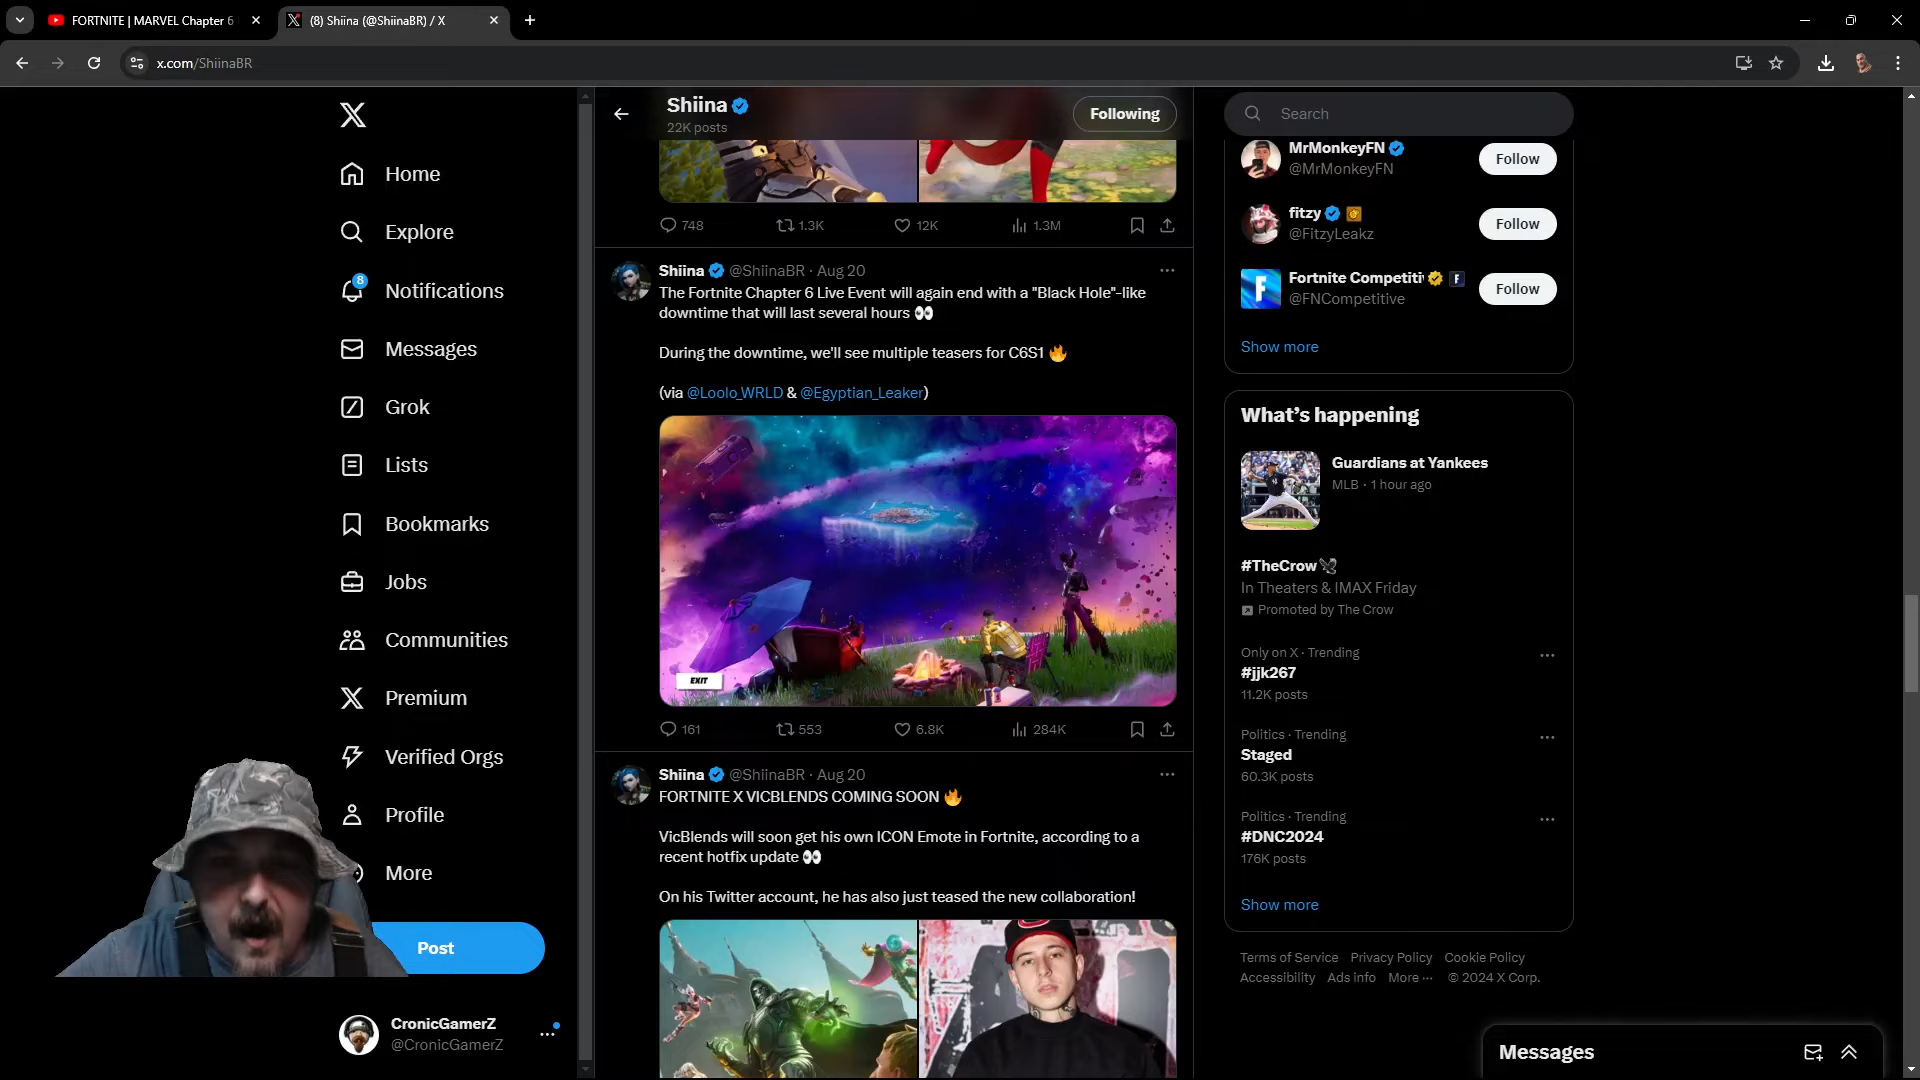 FORTNITE | MARVEL Chapter 6
(8) Shiina (@ShiinaBR) / X
x.com/ShiinaBR
Home
Explore
8
Notifications
Messages
Grok
Lists
Bookmarks
Jobs
Communities
Premium
Verified Orgs
Profile
More
Post
CronicGamerZ
@CronicGamerZ
Shiina
22K posts
Following
748 1.3K 12K 1.3M
Shiina @ShiinaBR · Aug 20
The Fortnite Chapter 6 Live Event will again end with a "Black Hole"-like
downtime that will last several hours 👀
During the downtime, we'll see multiple teasers for C6S1 🔥
(via @Loolo_WRLD & @Egyptian_Leaker)
EXIT
161 553 6.8K 284K
Shiina @ShiinaBR · Aug 20
FORTNITE X VICBLENDS COMING SOON 🔥
VicBlends will soon get his own ICON Emote in Fortnite, according to a
recent hotfix update 👀
On his Twitter account, he has also just teased the new collaboration!
Search
MrMonkeyFN
@MrMonkeyFN
Follow
fitzy
@FitzyLeakz
Follow
Fortnite Competiti
@FNCompetitive
Follow
Show more
What's happening
Guardians at Yankees
MLB · 1 hour ago
#TheCrow
In Theaters & IMAX Friday
Promoted by The Crow
Only on X · Trending
#jjk267
11.2K posts
Politics · Trending
Staged
60.3K posts
Politics · Trending
#DNC2024
176K posts
Show more
Terms of Service Privacy Policy Cookie Policy
Accessibility Ads info More ··· © 2024 X Corp.
Messages